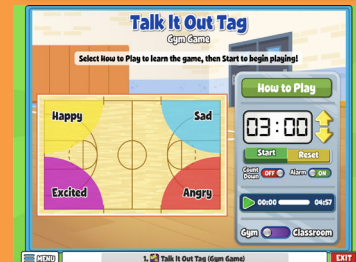 Talk It Out Tag
Gym Game
Select How to Play to learn the game, then Start to begin playing!
How to Play
Happy
Sad
Excited
Angry
03:00
Start
Reset
Count Down
OFF
Alarm
ON
00:00
04:57
Gym
Classroom
MENU
1. Talk It Out Tag (Gym Game)
EXIT